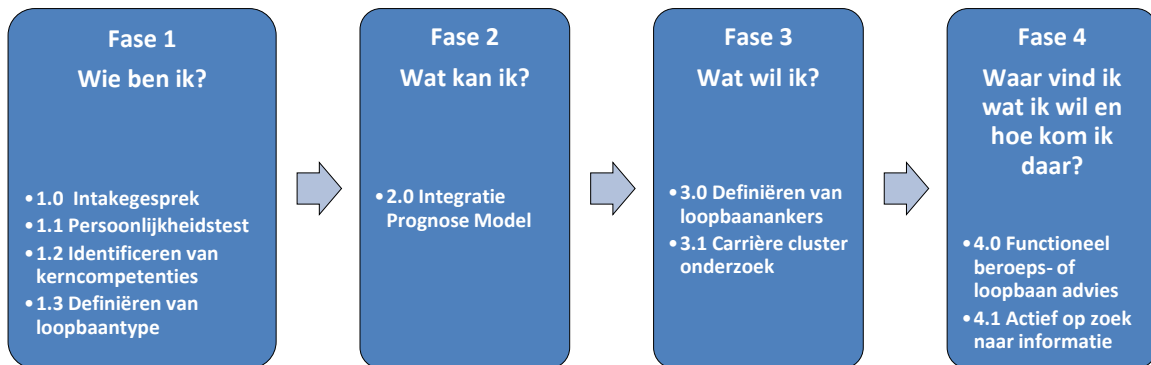 Fase 1
Wie ben ik?
•1.0 Intakegesprek
•1.1 Persoonlijkheidstest
•1.2 Identificeren van
kerncompetenties
•1.3 Definiëren van
loopbaantype
Fase 2
Wat kan ik?
•2.0 Integratie
Prognose Model
Fase 3
Wat wil ik?
•3.0 Definiëren van
loopbaanankers
•3.1 Carrière cluster
onderzoek
Fase 4
Waar vind ik
wat ik wil en
hoe kom ik
daar?
•4.0 Functioneel
beroeps- of
loopbaan advies
•4.1 Actief op zoek
naar informatie